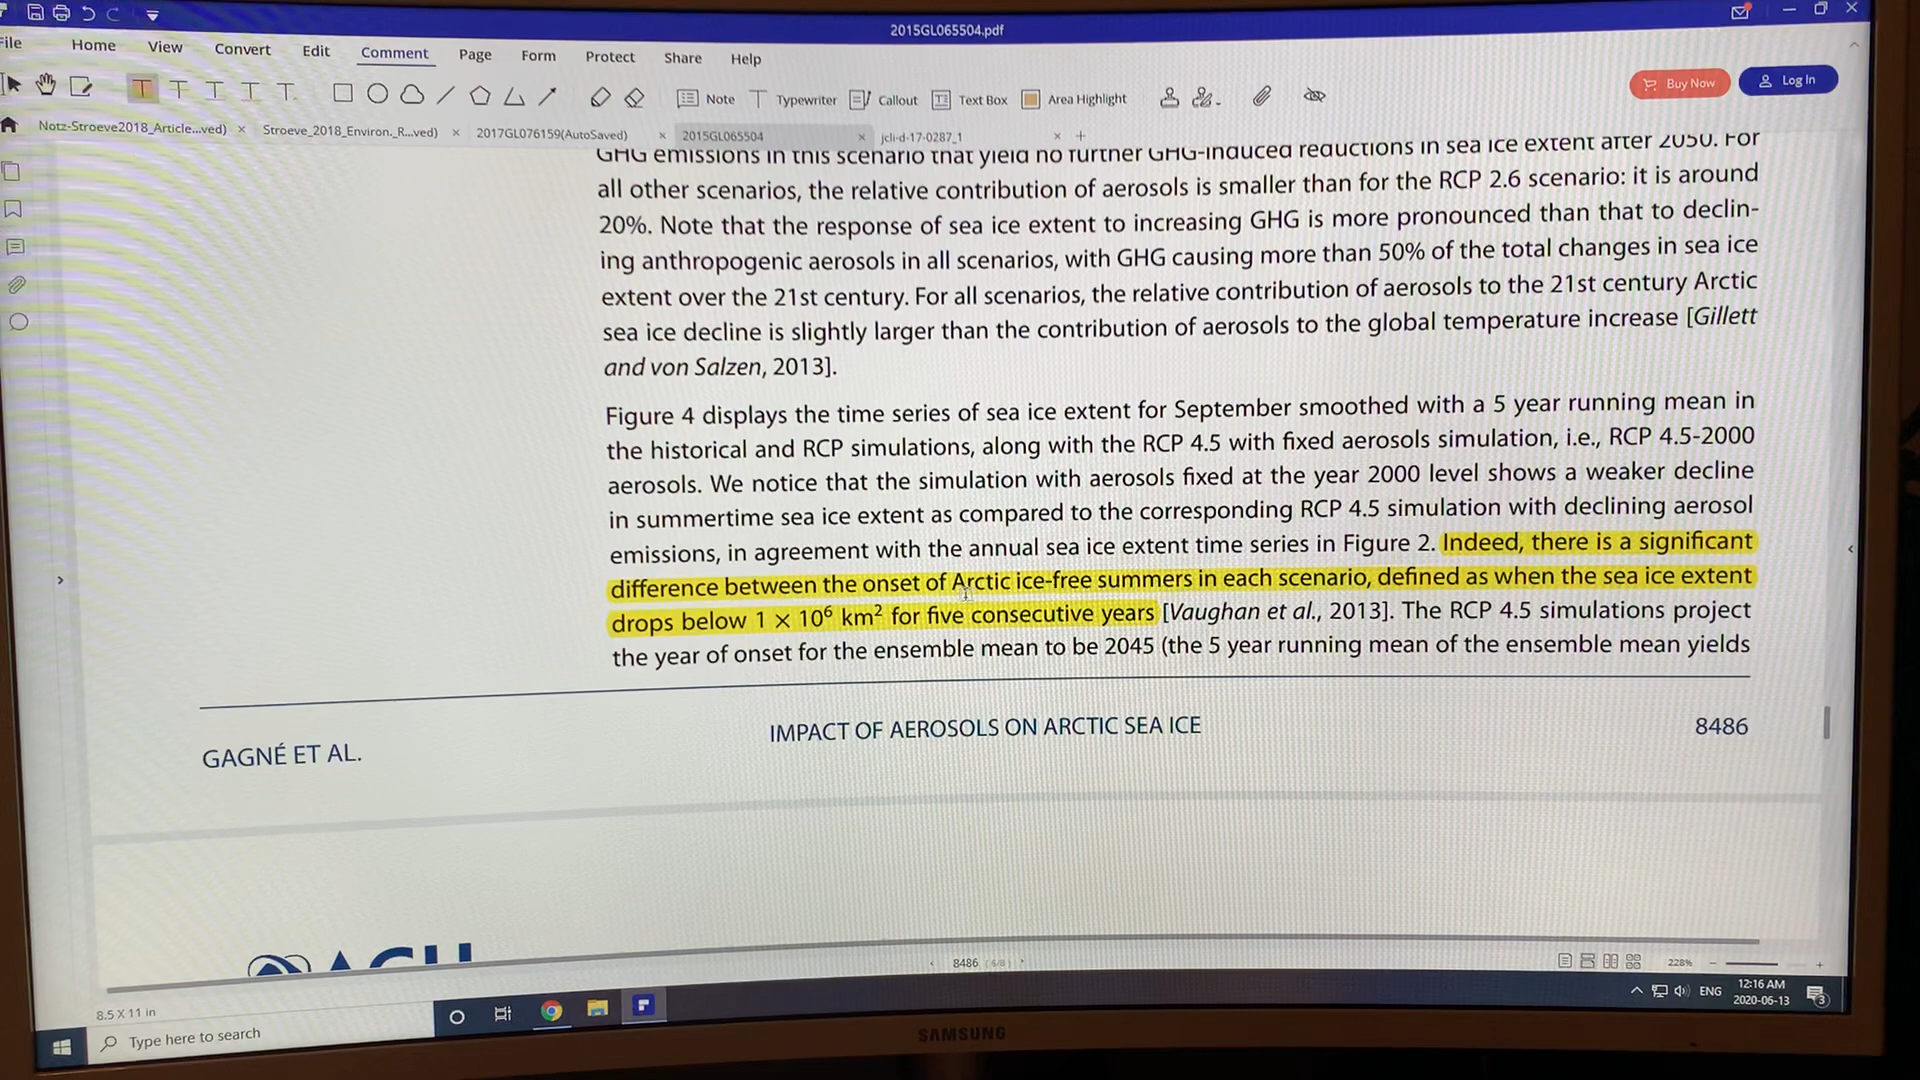 2015GL065504.pdf
File Home View Convert Edit Comment Page Form Protect Share Help
Note Typewriter Callout Text Box Area Highlight
Buy Now Log In
Notz-Stroeve2018_Article...ved) × Stroeve_2018_Environ._R...ved) × 2017GL076159(AutoSaved) × 2015GL065504 × jcli-d-17-0287_1 × +
GHG emissions in this scenario that yield no further GHG-induced reductions in sea ice extent after 2050. For
all other scenarios, the relative contribution of aerosols is smaller than for the RCP 2.6 scenario: it is around
20%. Note that the response of sea ice extent to increasing GHG is more pronounced than that to declin-
ing anthropogenic aerosols in all scenarios, with GHG causing more than 50% of the total changes in sea ice
extent over the 21st century. For all scenarios, the relative contribution of aerosols to the 21st century Arctic
sea ice decline is slightly larger than the contribution of aerosols to the global temperature increase [Gillett
and von Salzen, 2013].
Figure 4 displays the time series of sea ice extent for September smoothed with a 5 year running mean in
the historical and RCP simulations, along with the RCP 4.5 with fixed aerosols simulation, i.e., RCP 4.5-2000
aerosols. We notice that the simulation with aerosols fixed at the year 2000 level shows a weaker decline
in summertime sea ice extent as compared to the corresponding RCP 4.5 simulation with declining aerosol
emissions, in agreement with the annual sea ice extent time series in Figure 2. Indeed, there is a significant
difference between the onset of Arctic ice-free summers in each scenario, defined as when the sea ice extent
drops below 1 × 10⁶ km² for five consecutive years [Vaughan et al., 2013]. The RCP 4.5 simulations project
the year of onset for the ensemble mean to be 2045 (the 5 year running mean of the ensemble mean yields
GAGNÉ ET AL. IMPACT OF AEROSOLS ON ARCTIC SEA ICE 8486
AGU
8486 (6/8)
228%
8.5 X 11 in
Type here to search
ENG
12:16 AM
2020-06-13
3
SAMSUNG